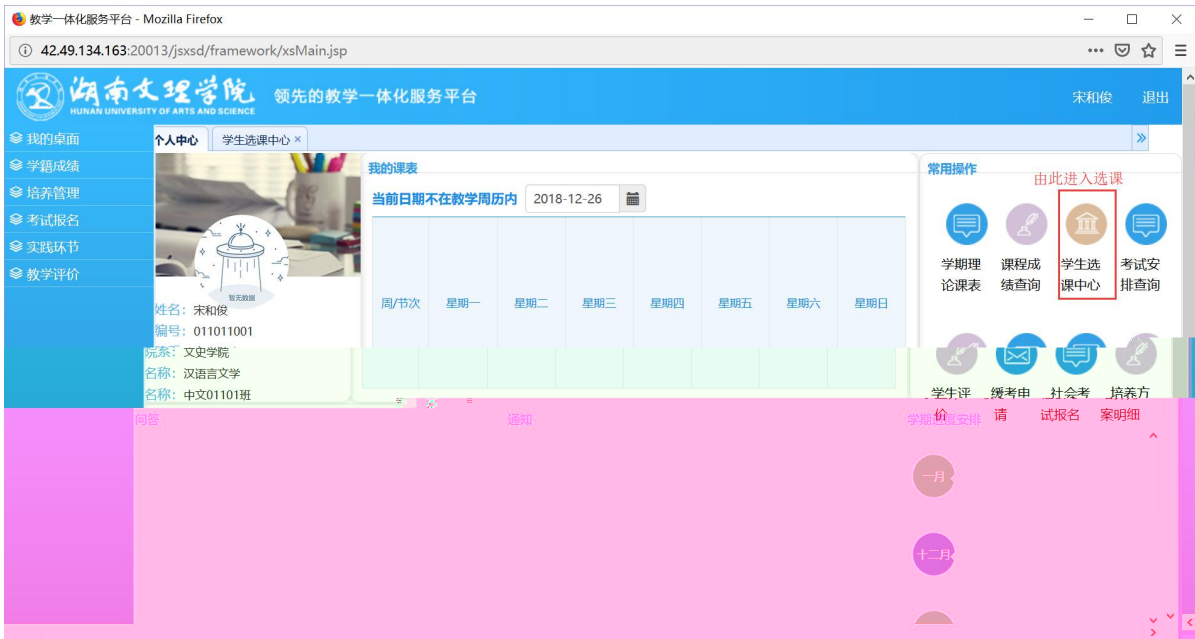 教学一体化服务平台 - Mozilla Firefox
42.49.134.163:20013/jsxsd/framework/xsMain.jsp
湖南文理学院
HUNAN UNIVERSITY OF ARTS AND SCIENCE
领先的教学一体化服务平台
宋和俊 退出
我的桌面
学籍成绩
培养管理
考试报名
实践环节
教学评价
个人中心 学生选课中心 ×
暂无数据
姓名：宋和俊
编号：011011001
院系：文史学院
名称：汉语言文学
名称：中文01101班
我的课表
当前日期不在教学周历内 2018-12-26
周/节次 星期一 星期二 星期三 星期四 星期五 星期六 星期日
常用操作
由此进入选课
学期理论课表
课程成绩查询
学生选课中心
考试安排查询
学生评价
缓考申请
社会考试报名
培养方案明细
问答
通知
学期进度安排
一月
十二月